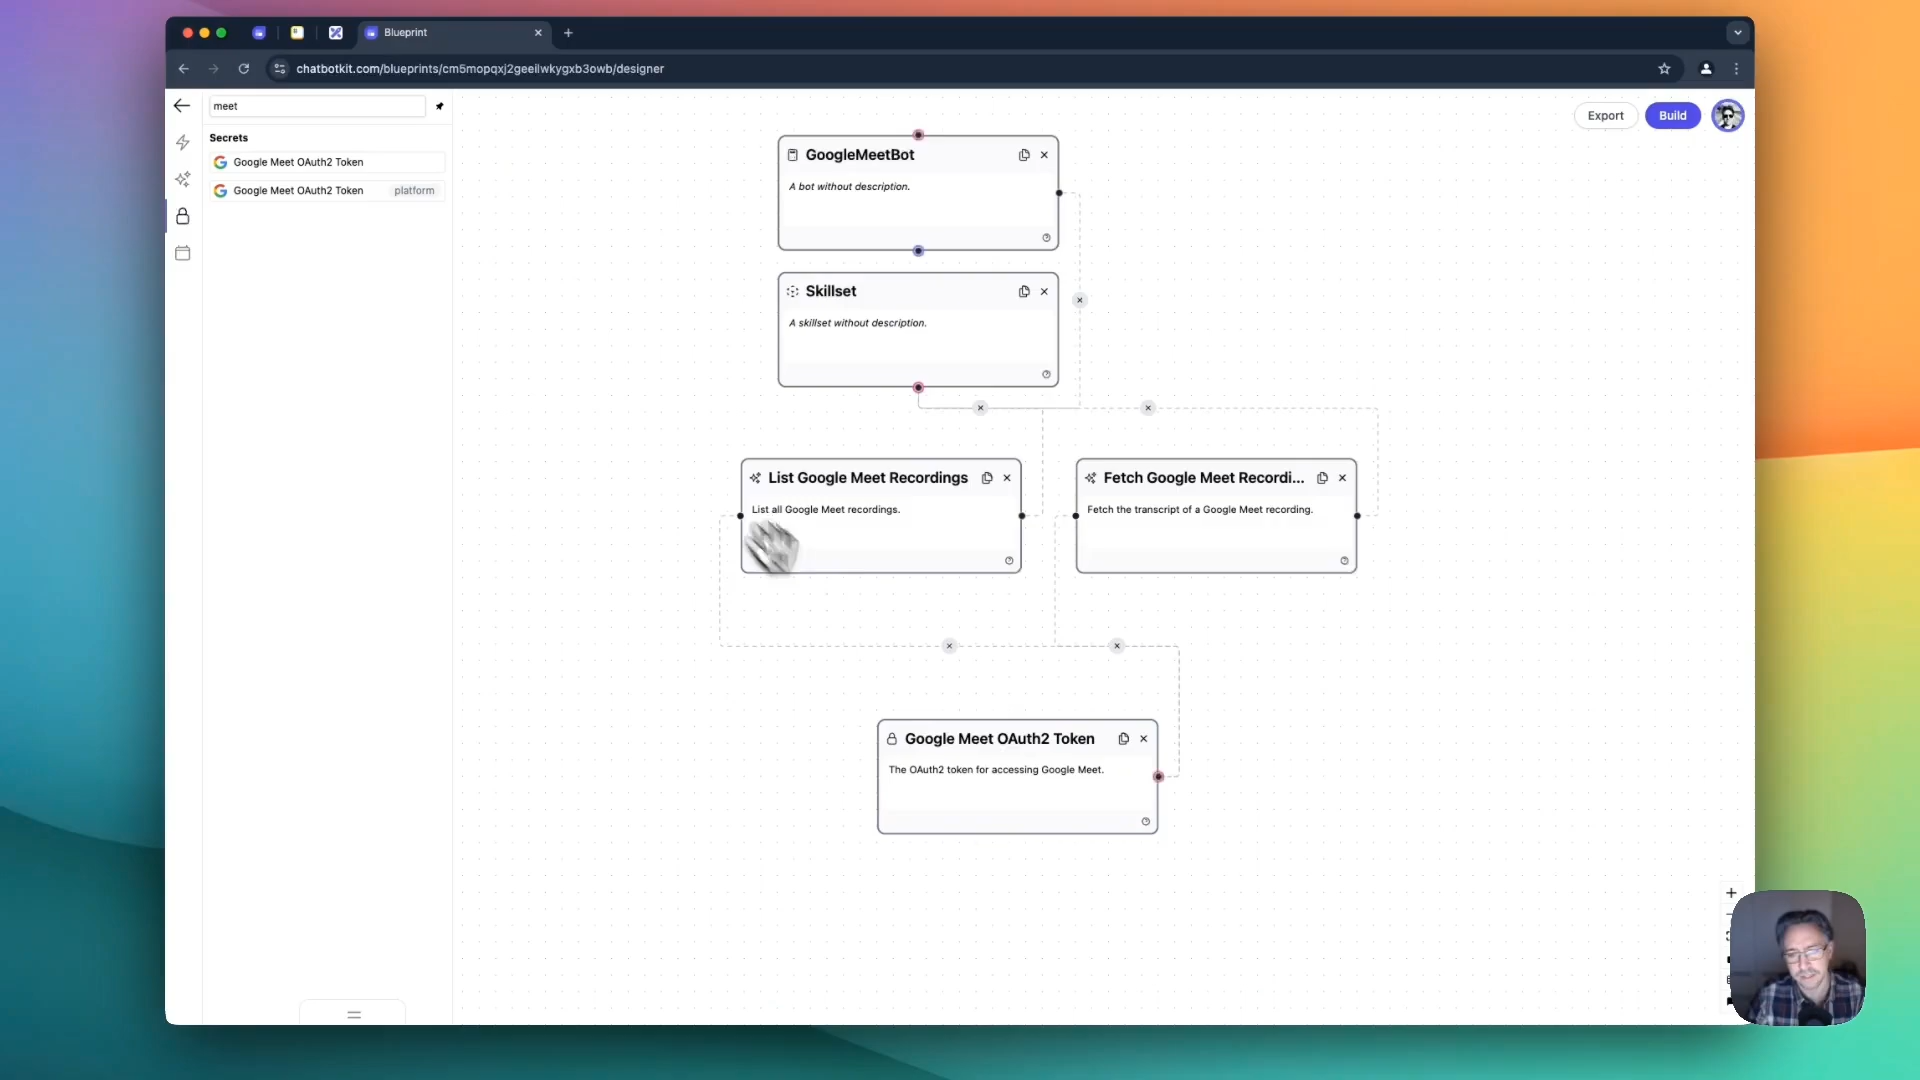 Blueprint
chatbotkit.com/blueprints/cm5mopqxj2geeilwkygxb3owb/designer
meet
Export
Build
Secrets
Google Meet OAuth2 Token
Google Meet OAuth2 Token platform
GoogleMeetBot
A bot without description.
Skillset
A skillset without description.
List Google Meet Recordings
List all Google Meet recordings.
Fetch Google Meet Recordi...
Fetch the transcript of a Google Meet recording.
Google Meet OAuth2 Token
The OAuth2 token for accessing Google Meet.